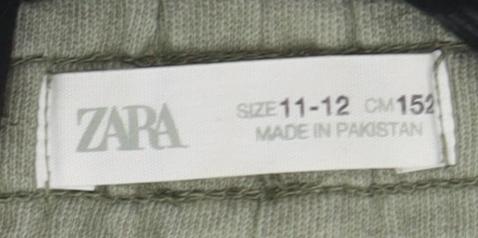 ZARA
SIZE 11-12 CM 152
MADE IN PAKISTAN